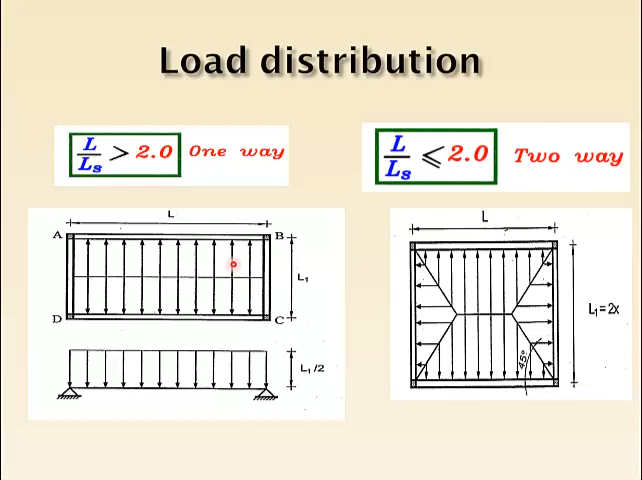 Load distribution
L/Ls > 2.0 One way
L/Ls ⩽ 2.0 Two way
L
A
B
L1
D
C
L1/2
L
L1=2x
45°